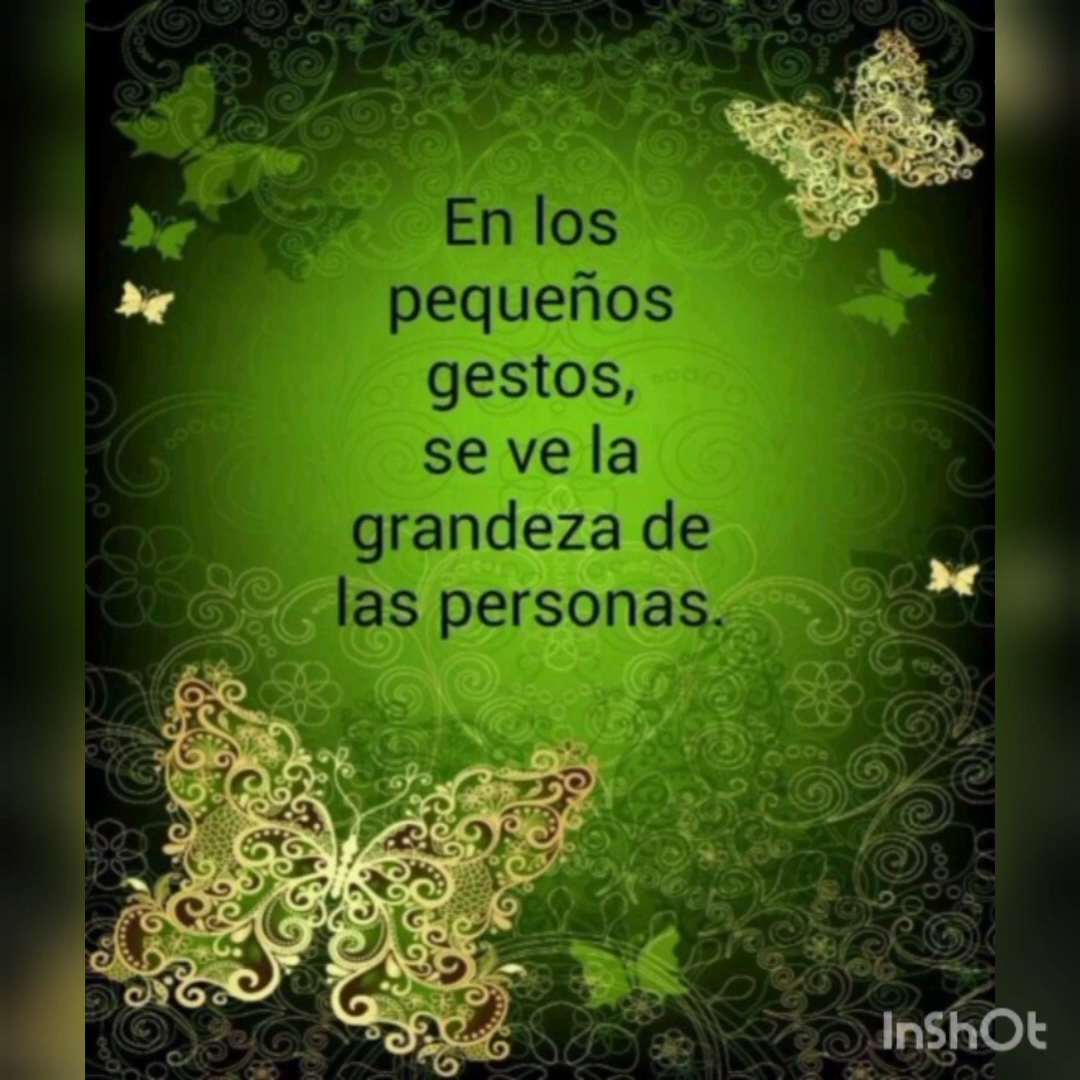 En los
pequeños
gestos,
se ve la
grandeza de
las personas.
InShOt